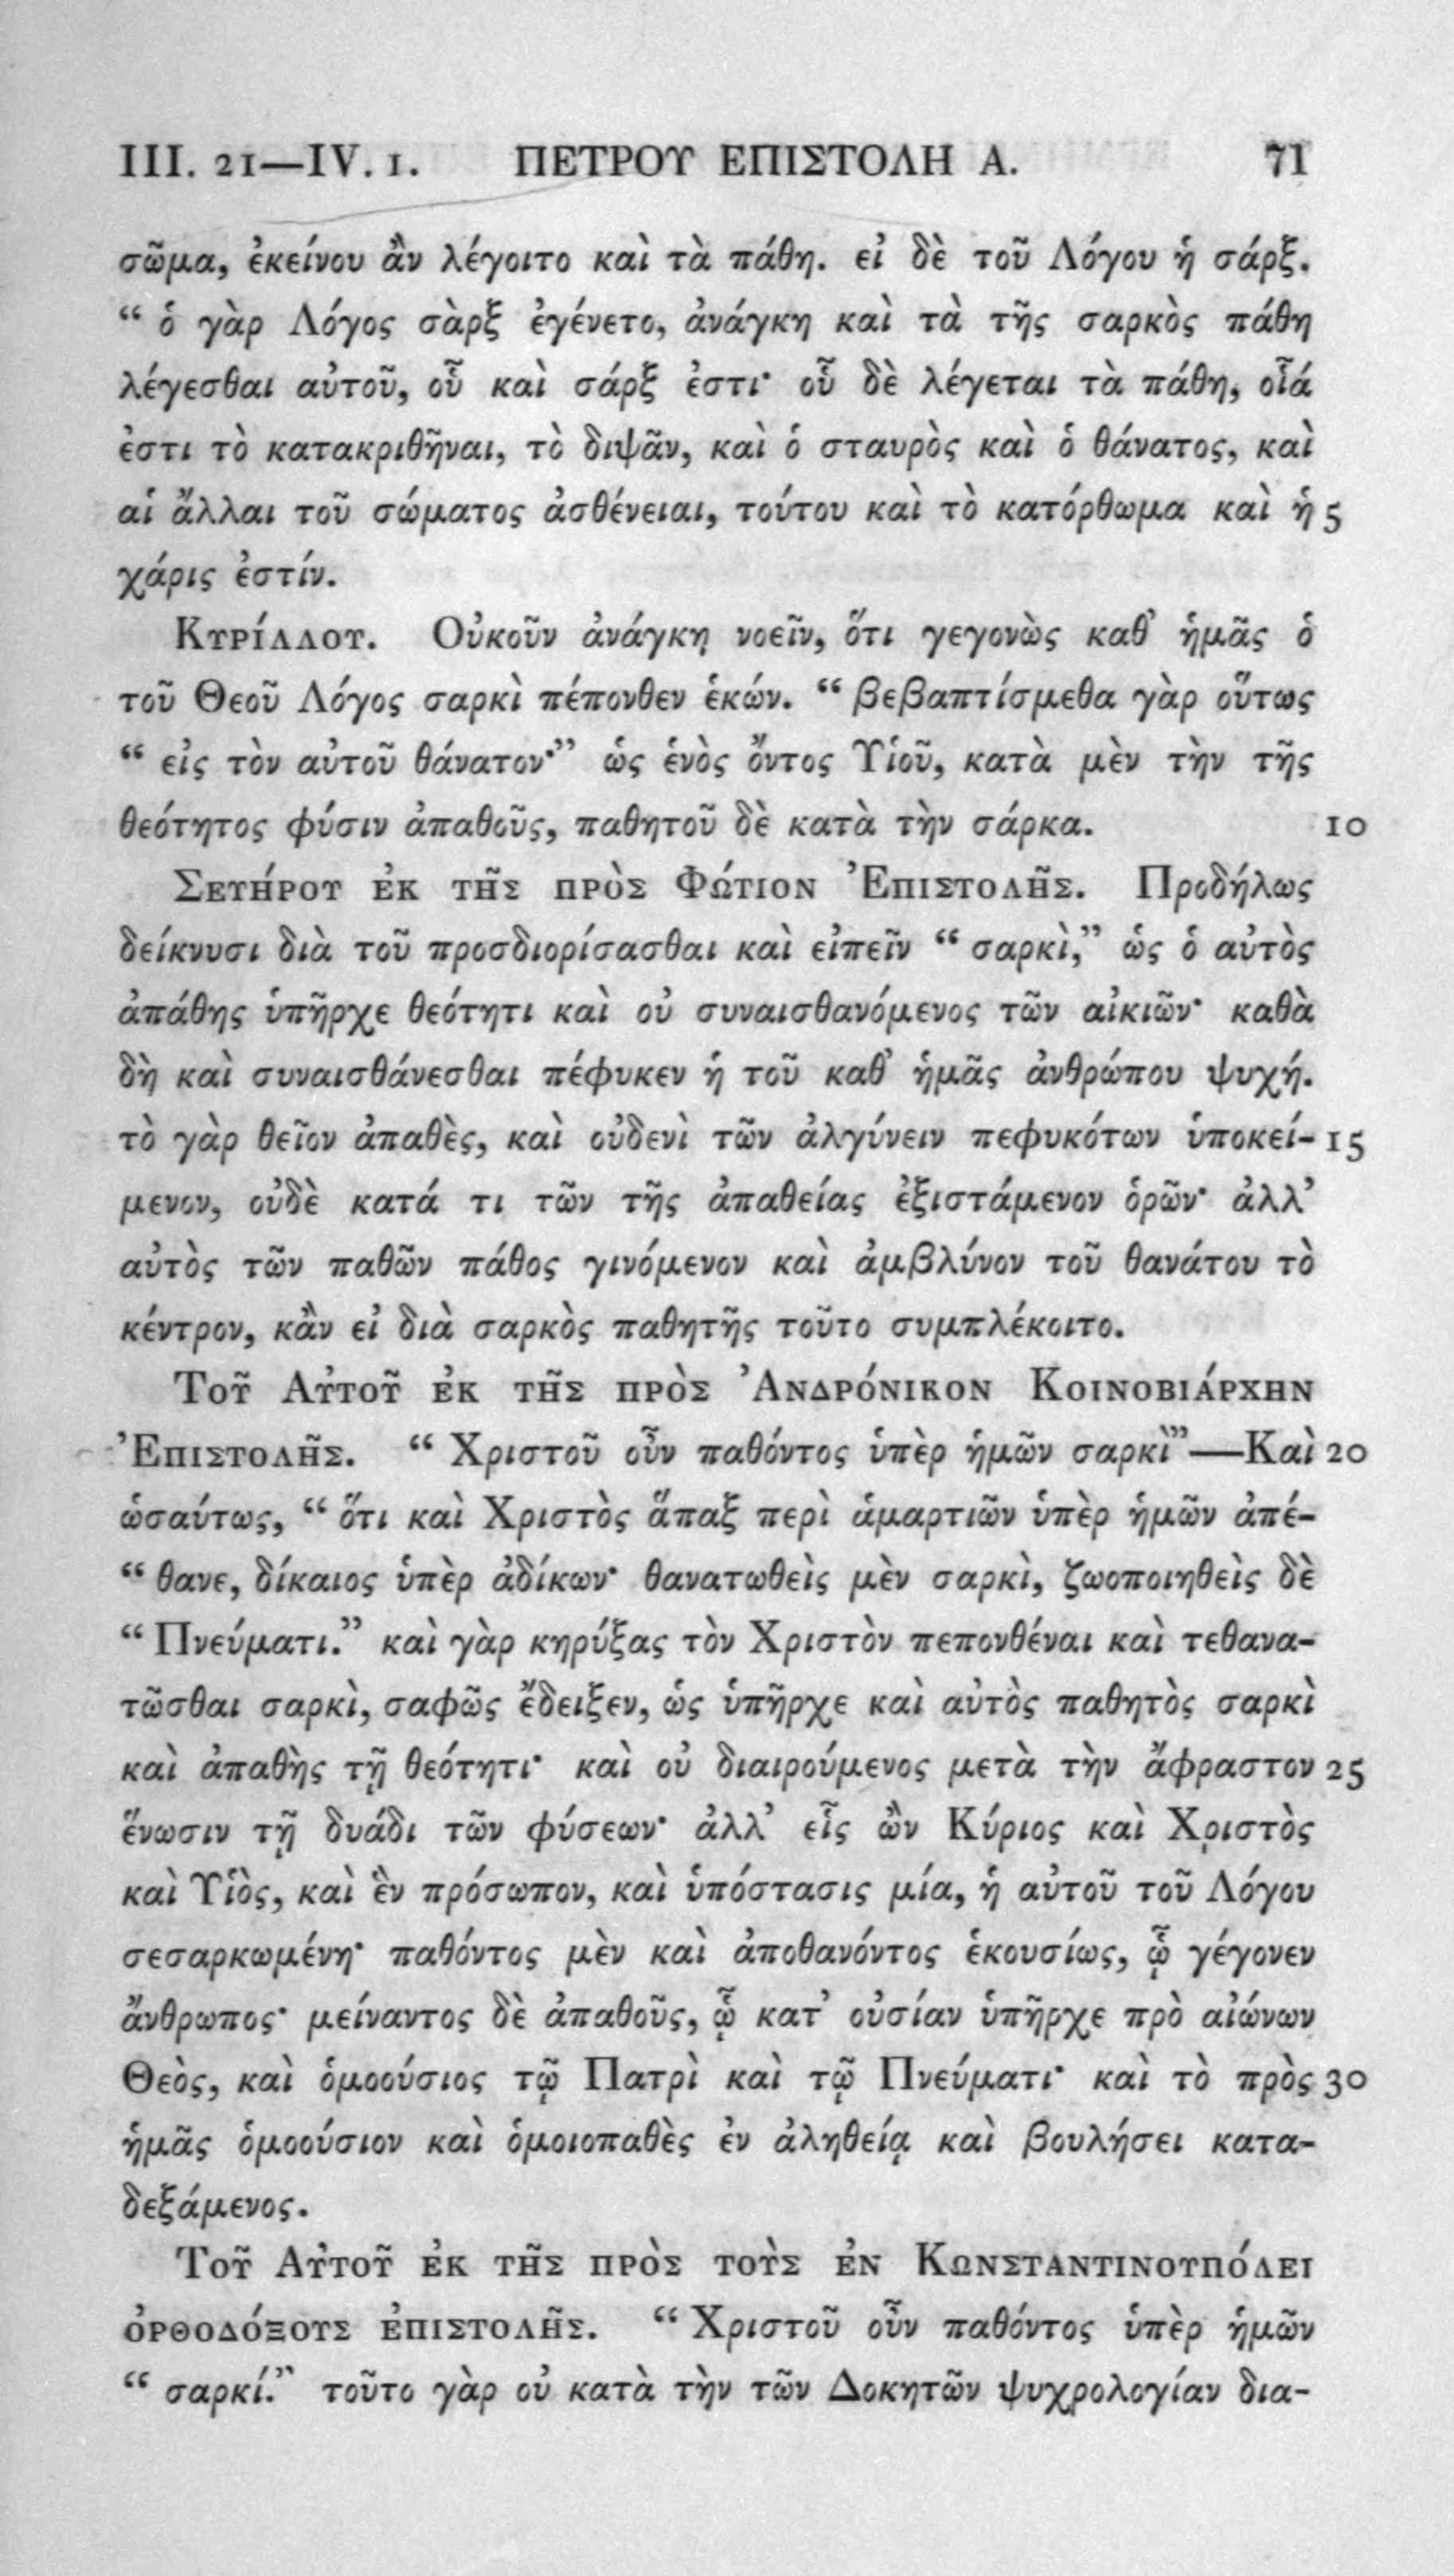 III. 21—IV. 1. ΠΕΤΡΟΥ ΕΠΙΣΤΟΛΗ Α. 71
σῶμα, ἐκείνου ἂν λέγοιτο καὶ τὰ πάθη. εἰ δὲ τοῦ Λόγου ἡ σάρξ.
“ ὁ γὰρ Λόγος σὰρξ ἐγένετο, ἀνάγκη καὶ τὰ τῆς σαρκὸς πάθη
λέγεσθαι αὐτοῦ, οὗ καὶ σάρξ ἐστι· οὗ δὲ λέγεται τὰ πάθη, οἷά
ἐστι τὸ κατακριθῆναι, τὸ διψᾶν, καὶ ὁ σταυρὸς καὶ ὁ θάνατος, καὶ
αἱ ἄλλαι τοῦ σώματος ἀσθένειαι, τούτου καὶ τὸ κατόρθωμα καὶ ἡ 5
χάρις ἐστίν.
Κυρίλλου. Οὐκοῦν ἀνάγκη νοεῖν, ὅτι γεγονὼς καθ’ ἡμᾶς ὁ
τοῦ Θεοῦ Λόγος σαρκὶ πέπονθεν ἑκών. “ βεβαπτίσμεθα γὰρ οὕτως
“ εἰς τὸν αὐτοῦ θάνατον·” ὡς ἑνὸς ὄντος Υἱοῦ, κατὰ μὲν τὴν τῆς
θεότητος φύσιν ἀπαθοῦς, παθητοῦ δὲ κατὰ τὴν σάρκα. 10
Σευήρου ἐκ τῆς πρὸς Φώτιον Ἐπιστολῆς. Προδήλως
δείκνυσι διὰ τοῦ προσδιορίσασθαι καὶ εἰπεῖν “ σαρκὶ,” ὡς ὁ αὐτὸς
ἀπάθης ὑπῆρχε θεότητι καὶ οὐ συναισθανόμενος τῶν αἰκιῶν· καθὰ
δὴ καὶ συναισθάνεσθαι πέφυκεν ἡ τοῦ καθ’ ἡμᾶς ἀνθρώπου ψυχή.
τὸ γὰρ θεῖον ἀπαθὲς, καὶ οὐδενὶ τῶν ἀλγύνειν πεφυκότων ὑποκεί- 15
μενον, οὐδὲ κατά τι τῶν τῆς ἀπαθείας ἐξιστάμενον ὁρῶν· ἀλλ’
αὐτὸς τῶν παθῶν πάθος γινόμενον καὶ ἀμβλύνον τοῦ θανάτου τὸ
κέντρον, κἂν εἰ διὰ σαρκὸς παθητῆς τοῦτο συμπλέκοιτο.
Τοῦ Αὐτοῦ ἐκ τῆς πρὸς Ἀνδρόνικον Κοινοβιάρχην
Ἐπιστολῆς. “ Χριστοῦ οὖν παθόντος ὑπὲρ ἡμῶν σαρκὶ”—Καὶ 20
ὡσαύτως, “ ὅτι καὶ Χριστὸς ἅπαξ περὶ ἁμαρτιῶν ὑπὲρ ἡμῶν ἀπέ-
“ θανε, δίκαιος ὑπὲρ ἀδίκων· θανατωθεὶς μὲν σαρκὶ, ζωοποιηθεὶς δὲ
“ Πνεύματι.” καὶ γὰρ κηρύξας τὸν Χριστὸν πεπονθέναι καὶ τεθανα-
τῶσθαι σαρκὶ, σαφῶς ἔδειξεν, ὡς ὑπῆρχε καὶ αὐτὸς παθητὸς σαρκὶ
καὶ ἀπαθὴς τῇ θεότητι· καὶ οὐ διαιρούμενος μετὰ τὴν ἄφραστον 25
ἕνωσιν τῇ δυάδι τῶν φύσεων· ἀλλ’ εἷς ὢν Κύριος καὶ Χριστὸς
καὶ Υἱὸς, καὶ ἓν πρόσωπον, καὶ ὑπόστασις μία, ἡ αὐτοῦ τοῦ Λόγου
σεσαρκωμένη· παθόντος μὲν καὶ ἀποθανόντος ἑκουσίως, ᾧ γέγονεν
ἄνθρωπος· μείναντος δὲ ἀπαθοῦς, ᾧ κατ’ οὐσίαν ὑπῆρχε πρὸ αἰώνων
Θεὸς, καὶ ὁμοούσιος τῷ Πατρὶ καὶ τῷ Πνεύματι· καὶ τὸ πρὸς 30
ἡμᾶς ὁμοούσιον καὶ ὁμοιοπαθὲς ἐν ἀληθείᾳ καὶ βουλήσει κατα-
δεξάμενος.
Τοῦ Αὐτοῦ ἐκ τῆς πρὸς τοὺς ἐν Κωνσταντινουπόλει
ὀρθοδόξους ἐπιστολῆς. “ Χριστοῦ οὖν παθόντος ὑπὲρ ἡμῶν
“ σαρκί.” τοῦτο γὰρ οὐ κατὰ τὴν τῶν Δοκητῶν ψυχρολογίαν δια-